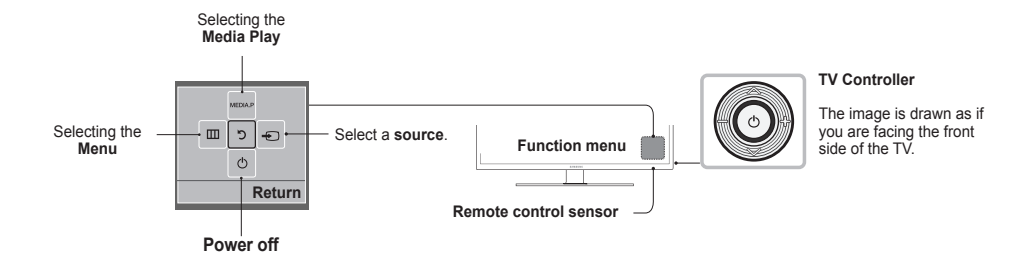 Selecting the
Media Play
MEDIA.P
Selecting the
Menu
Select a source.
Return
Power off
Function menu
SAMSUNG
Remote control sensor
TV Controller
The image is drawn as if
you are facing the front
side of the TV.